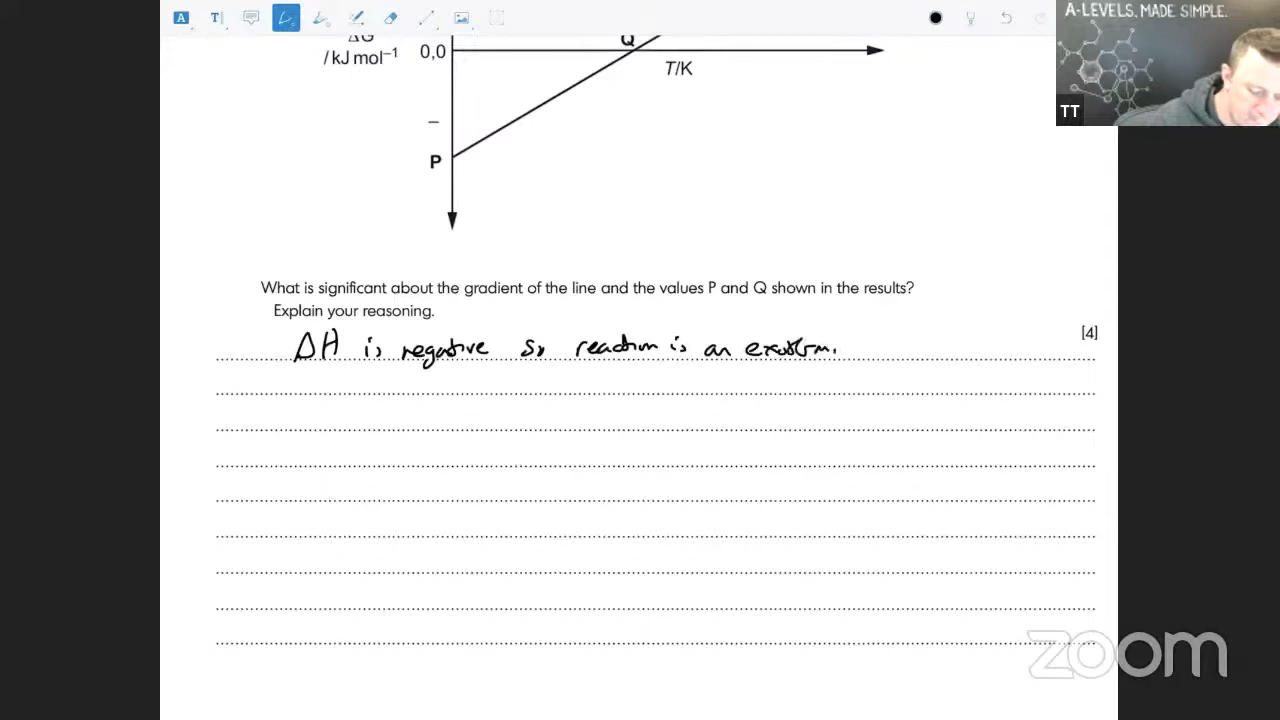 A-LEVELS. MADE SIMPLE.
ΔG
/ kJ mol⁻¹
0,0
Q
T/K
TT
–
P
What is significant about the gradient of the line and the values P and Q shown in the results?
Explain your reasoning.
[4]
ΔH is negative so reaction is an exotherm.
zoom